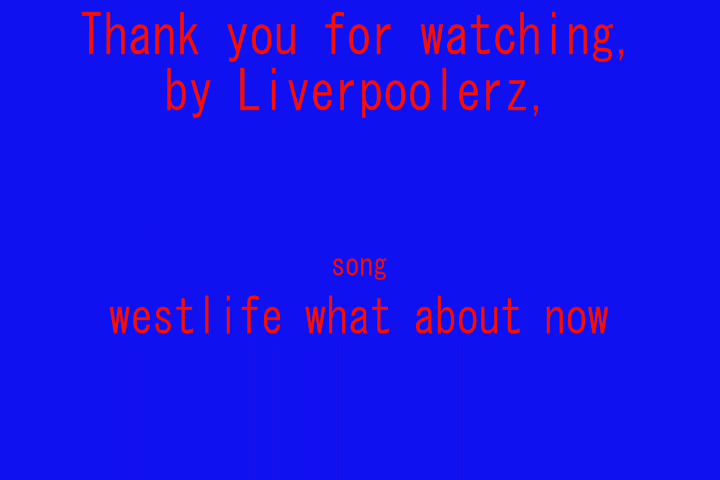 Thank you for watching,
by Liverpoolerz,
song
westlife what about now